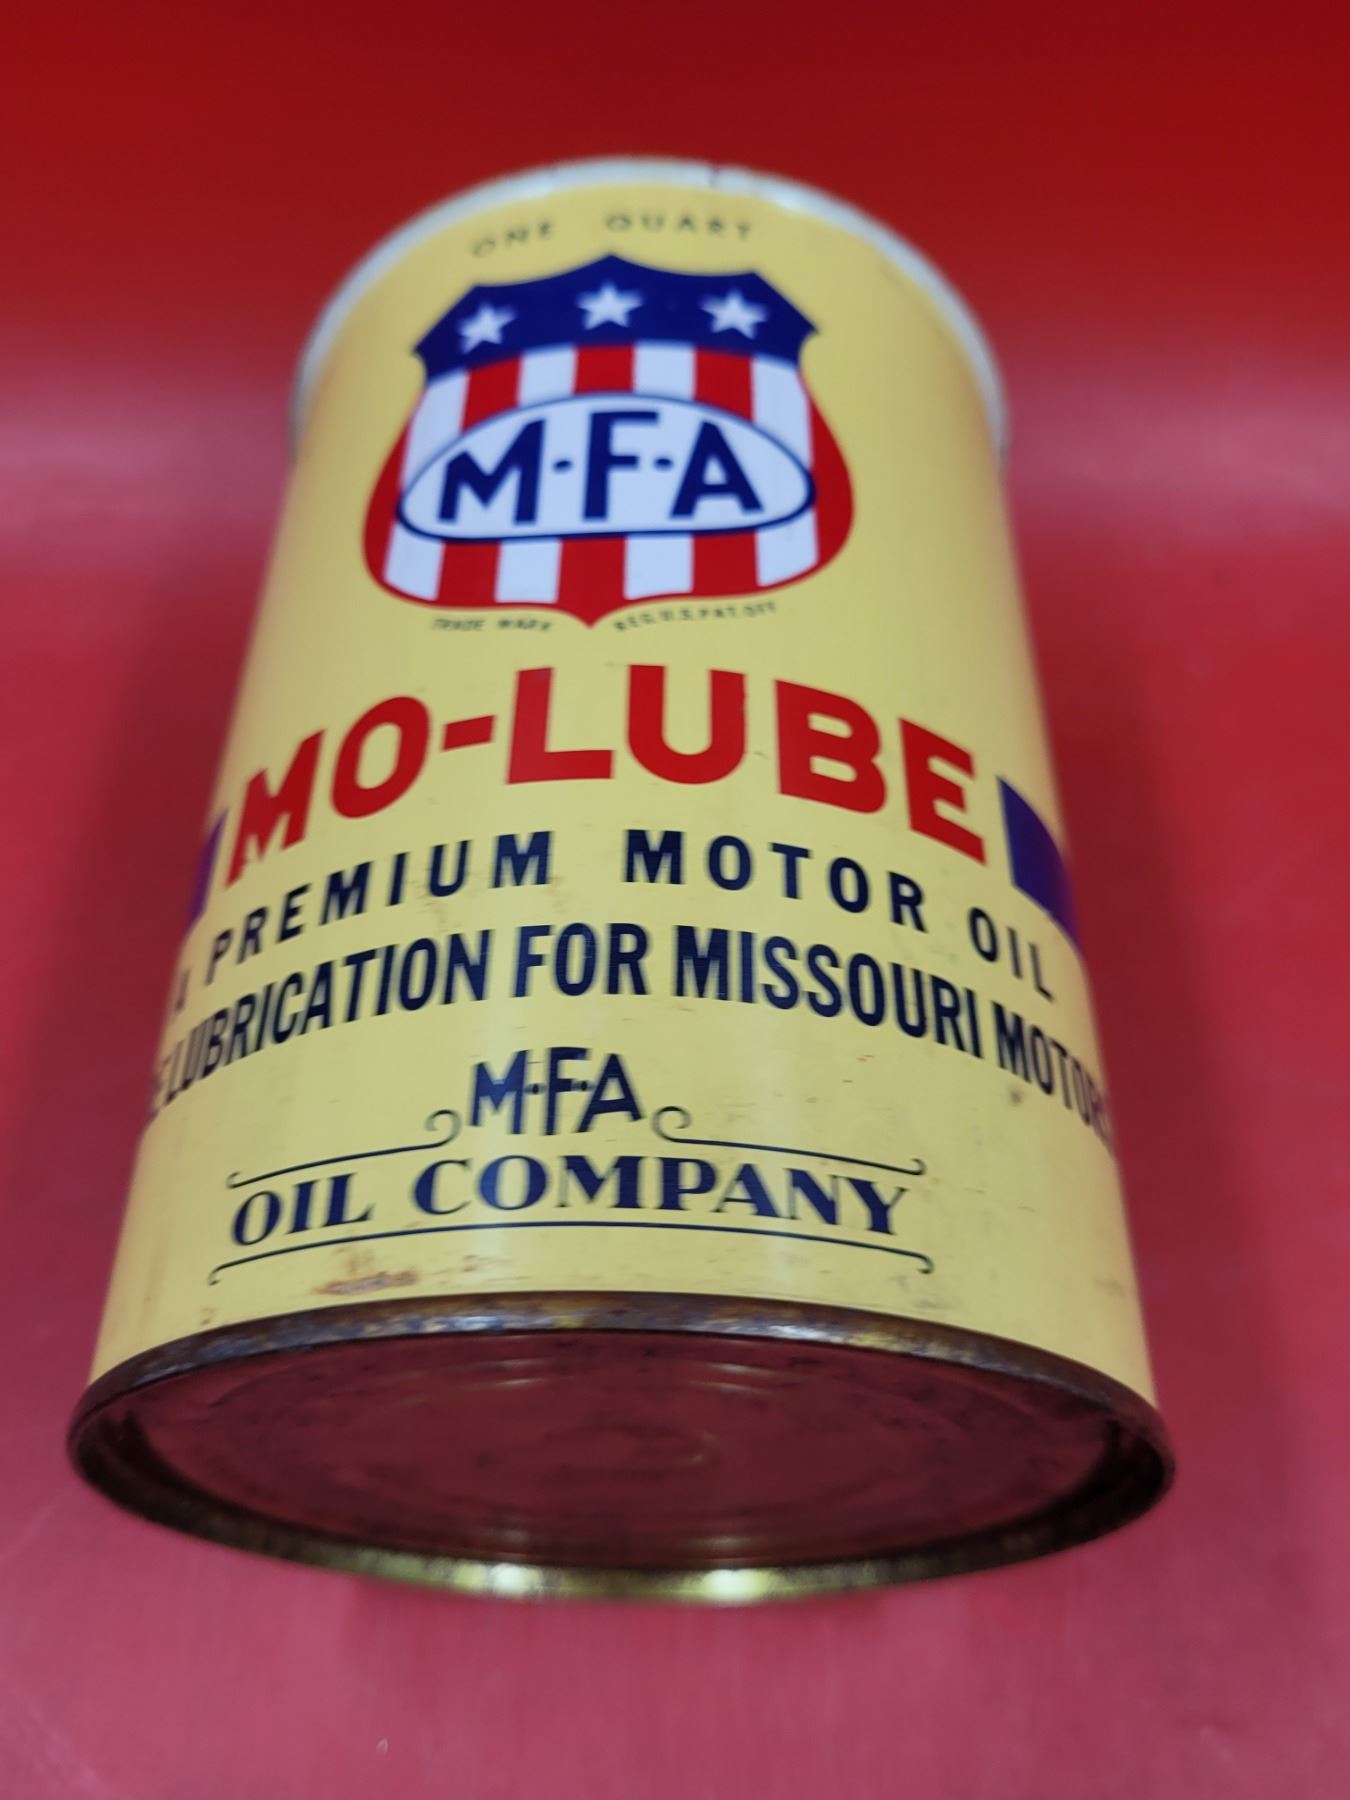 ONE QUART
M·F·A
TRADE MARK REG.U.S.PAT.OFF
MO-LUBE
A PREMIUM MOTOR OIL
LUBRICATION FOR MISSOURI MOTORS
M·F·A
OIL COMPANY